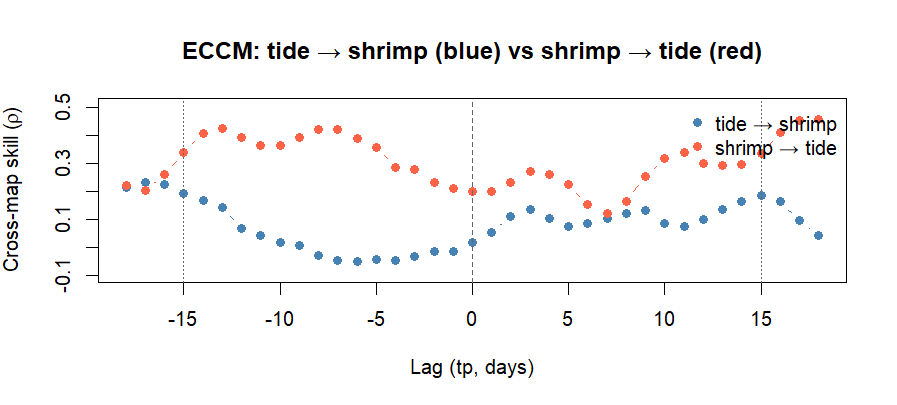 ECCM: tide → shrimp (blue) vs shrimp → tide (red)
Cross-map skill (ρ)
0.5
0.3
0.1
-0.1
tide → shrimp
shrimp → tide
-15 -10 -5 0 5 10 15
Lag (tp, days)